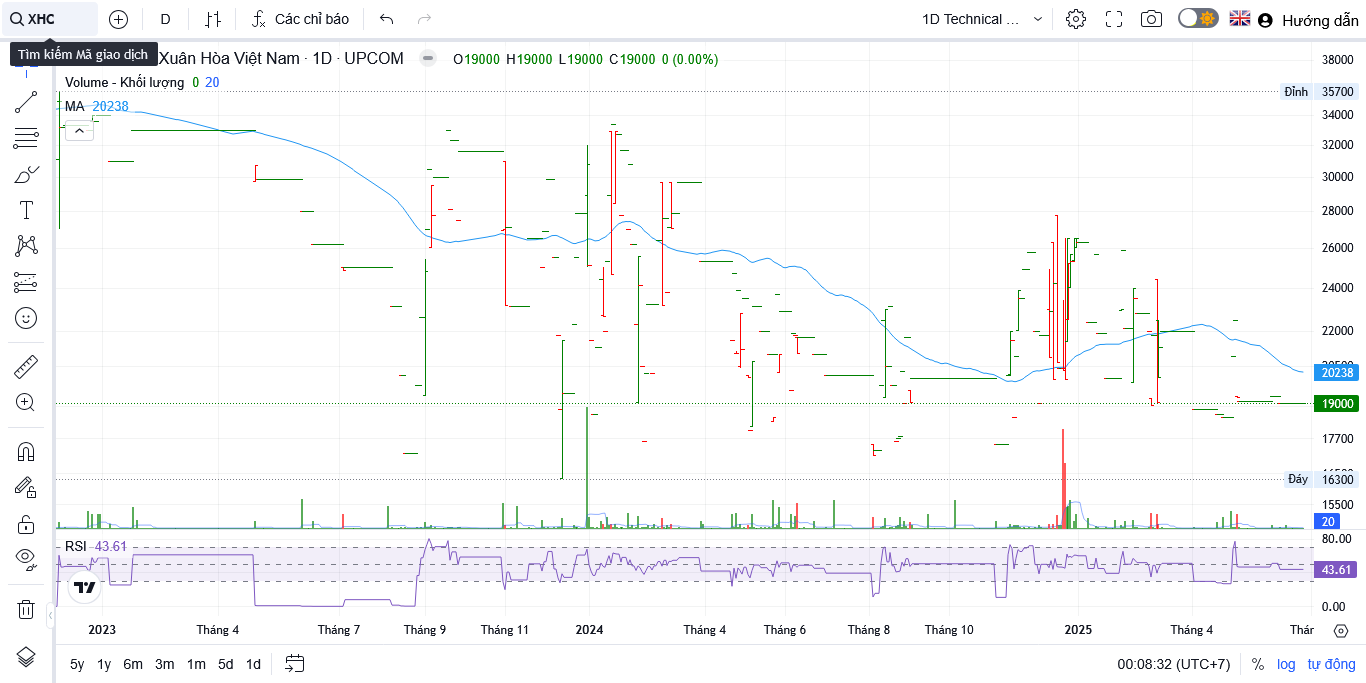 XHC
D
Các chỉ báo
1D Technical ...
Hướng dẫn
Tìm kiếm Mã giao dịch
Xuân Hòa Việt Nam · 1D · UPCOM
O19000 H19000 L19000 C19000 0 (0.00%)
Volume - Khối lượng 0 20
MA 20238
38000
Đỉnh 35700
34000
32000
30000
28000
26000
24000
22000
20238
19000
17700
Đáy 16300
15500
20
RSI 43.61
80.00
43.61
0.00
2023
Tháng 4
Tháng 7
Tháng 9
Tháng 11
2024
Tháng 4
Tháng 6
Tháng 8
Tháng 10
2025
Tháng 4
Thár
5y 1y 6m 3m 1m 5d 1d
00:08:32 (UTC+7)
% log tự động